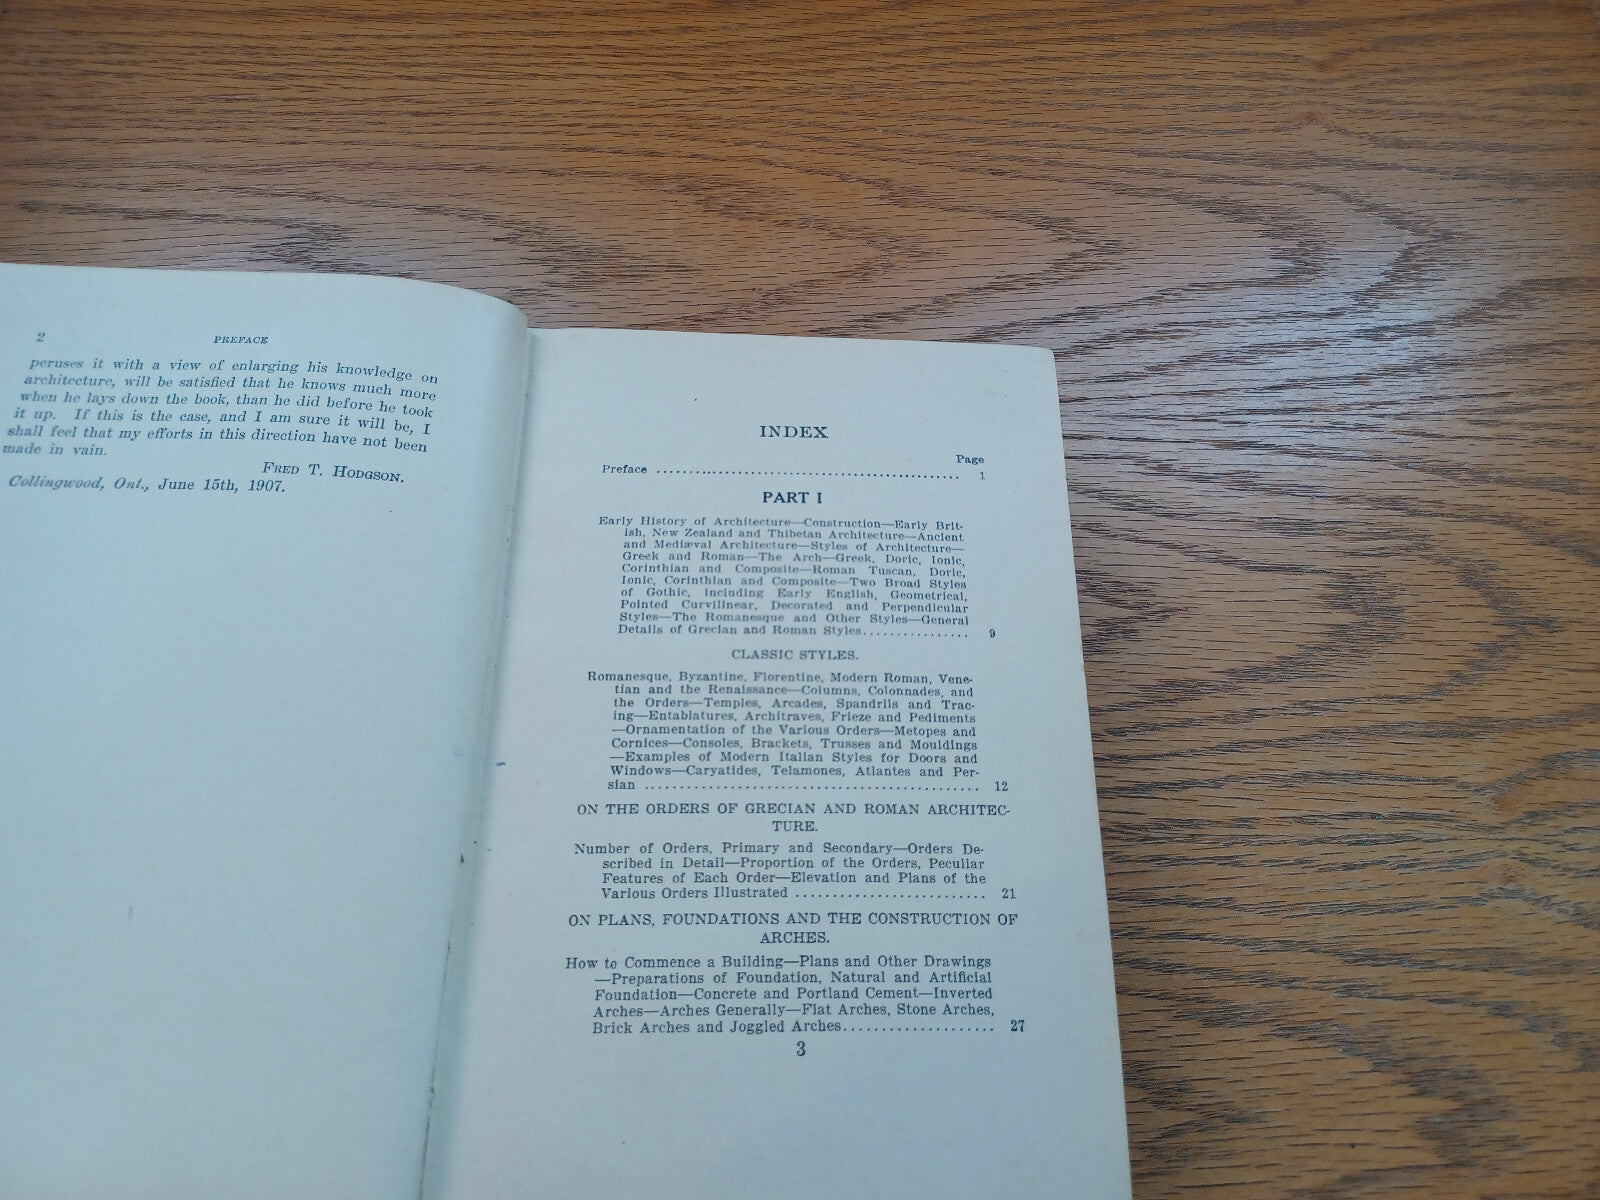 2 PREFACE
peruses it with a view of enlarging his knowledge on
architecture, will be satisfied that he knows much more
when he lays down the book, than he did before he took
it up. If this is the case, and I am sure it will be, I
shall feel that my efforts in this direction have not been
made in vain.
FRED T. HODGSON.
Collingwood, Ont., June 15th, 1907.
INDEX
Page
Preface ................................................ 1
PART I
Early History of Architecture—Construction—Early Brit-
ish, New Zealand and Thibetan Architecture—Ancient
and Mediæval Architecture—Styles of Architecture—
Greek and Roman—The Arch—Greek, Doric, Ionic,
Corinthian and Composite—Roman Tuscan, Doric,
Ionic, Corinthian and Composite—Two Broad Styles
of Gothic, including Early English, Geometrical,
Pointed Curvilinear, Decorated and Perpendicular
Styles—The Romanesque and Other Styles—General
Details of Grecian and Roman Styles................ 9
CLASSIC STYLES.
Romanesque, Byzantine, Florentine, Modern Roman, Vene-
tian and the Renaissance—Columns, Colonnades, and
the Orders—Temples, Arcades, Spandrils and Trac-
ing—Entablatures, Architraves, Frieze and Pediments
—Ornamentation of the Various Orders—Metopes and
Cornices—Consoles, Brackets, Trusses and Mouldings
—Examples of Modern Italian Styles for Doors and
Windows—Caryatides, Telamones, Atlantes and Per-
sian ............................................. 12
ON THE ORDERS OF GRECIAN AND ROMAN ARCHITEC-
TURE.
Number of Orders, Primary and Secondary—Orders De-
scribed in Detail—Proportion of the Orders, Peculiar
Features of Each Order—Elevation and Plans of the
Various Orders Illustrated .......................... 21
ON PLANS, FOUNDATIONS AND THE CONSTRUCTION OF
ARCHES.
How to Commence a Building—Plans and Other Drawings
—Preparations of Foundation, Natural and Artificial
Foundation—Concrete and Portland Cement—Inverted
Arches—Arches Generally—Flat Arches, Stone Arches,
Brick Arches and Joggled Arches.................... 27
3